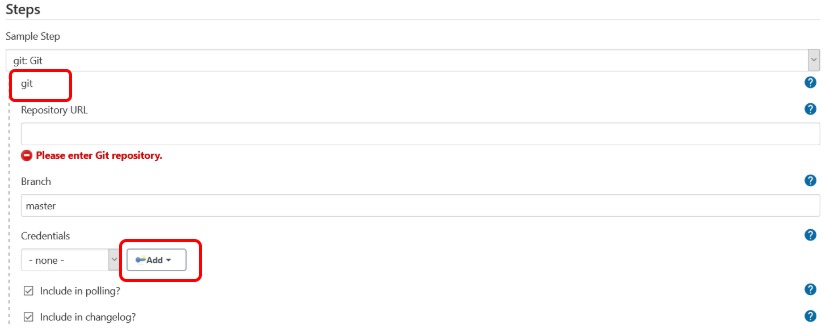 Steps
Sample Step
git: Git
git
Repository URL
Please enter Git repository.
Branch
master
Credentials
- none -
Add
Include in polling?
Include in changelog?